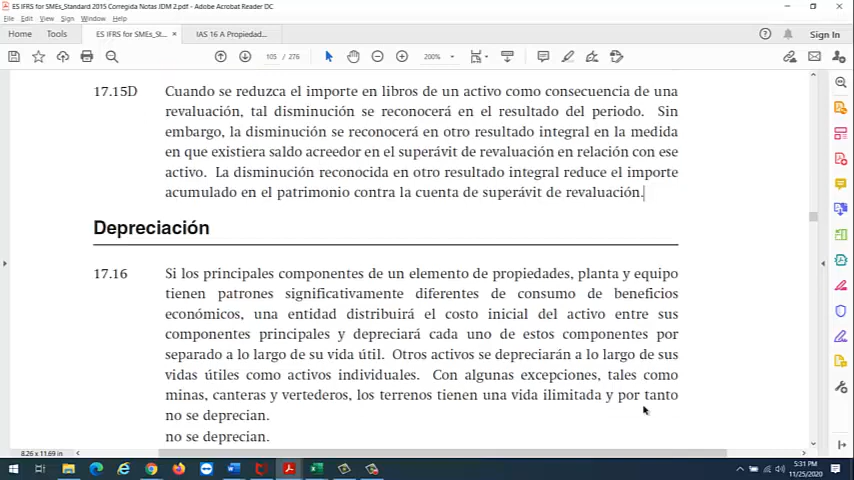 ES IFRS for SMEs_Standard 2015 Corregida Notas JDM 2.pdf - Adobe Acrobat Reader DC
File Edit View Sign Window Help
Home Tools ES IFRS for SMEs_St... × IAS 16 A Propiedad... Sign In
105 / 276 200%
17.15D Cuando se reduzca el importe en libros de un activo como consecuencia de una
revaluación, tal disminución se reconocerá en el resultado del periodo. Sin
embargo, la disminución se reconocerá en otro resultado integral en la medida
en que existiera saldo acreedor en el superávit de revaluación en relación con ese
activo. La disminución reconocida en otro resultado integral reduce el importe
acumulado en el patrimonio contra la cuenta de superávit de revaluación.
Depreciación
17.16 Si los principales componentes de un elemento de propiedades, planta y equipo
tienen patrones significativamente diferentes de consumo de beneficios
económicos, una entidad distribuirá el costo inicial del activo entre sus
componentes principales y depreciará cada uno de estos componentes por
separado a lo largo de su vida útil. Otros activos se depreciarán a lo largo de sus
vidas útiles como activos individuales. Con algunas excepciones, tales como
minas, canteras y vertederos, los terrenos tienen una vida ilimitada y por tanto
no se deprecian.
no se deprecian.
8.26 x 11.69 in
5:31 PM
11/25/2020